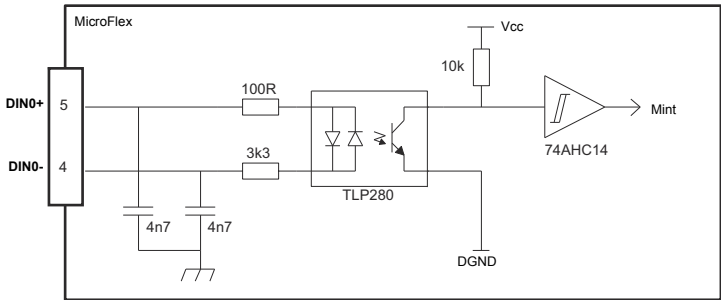 MicroFlex
Vcc
10k
100R
DIN0+ 5
Mint
74AHC14
3k3
DIN0- 4
TLP280
4n7 4n7
DGND